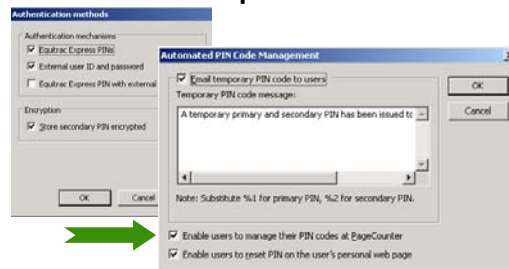 Authentication methods
Authentication mechanisms
Equitrac Express PINs
External user ID and password
Equitrac Express PIN with external
Encryption
Store secondary PIN encrypted
OK
Cancel
Automated PIN Code Management
Email temporary PIN code to users
Temporary PIN code message:
A temporary primary and secondary PIN has been issued to
Note: Substitute %1 for primary PIN, %2 for secondary PIN.
OK
Cancel
Enable users to manage their PIN codes at PageCounter
Enable users to reset PIN on the user's personal web page